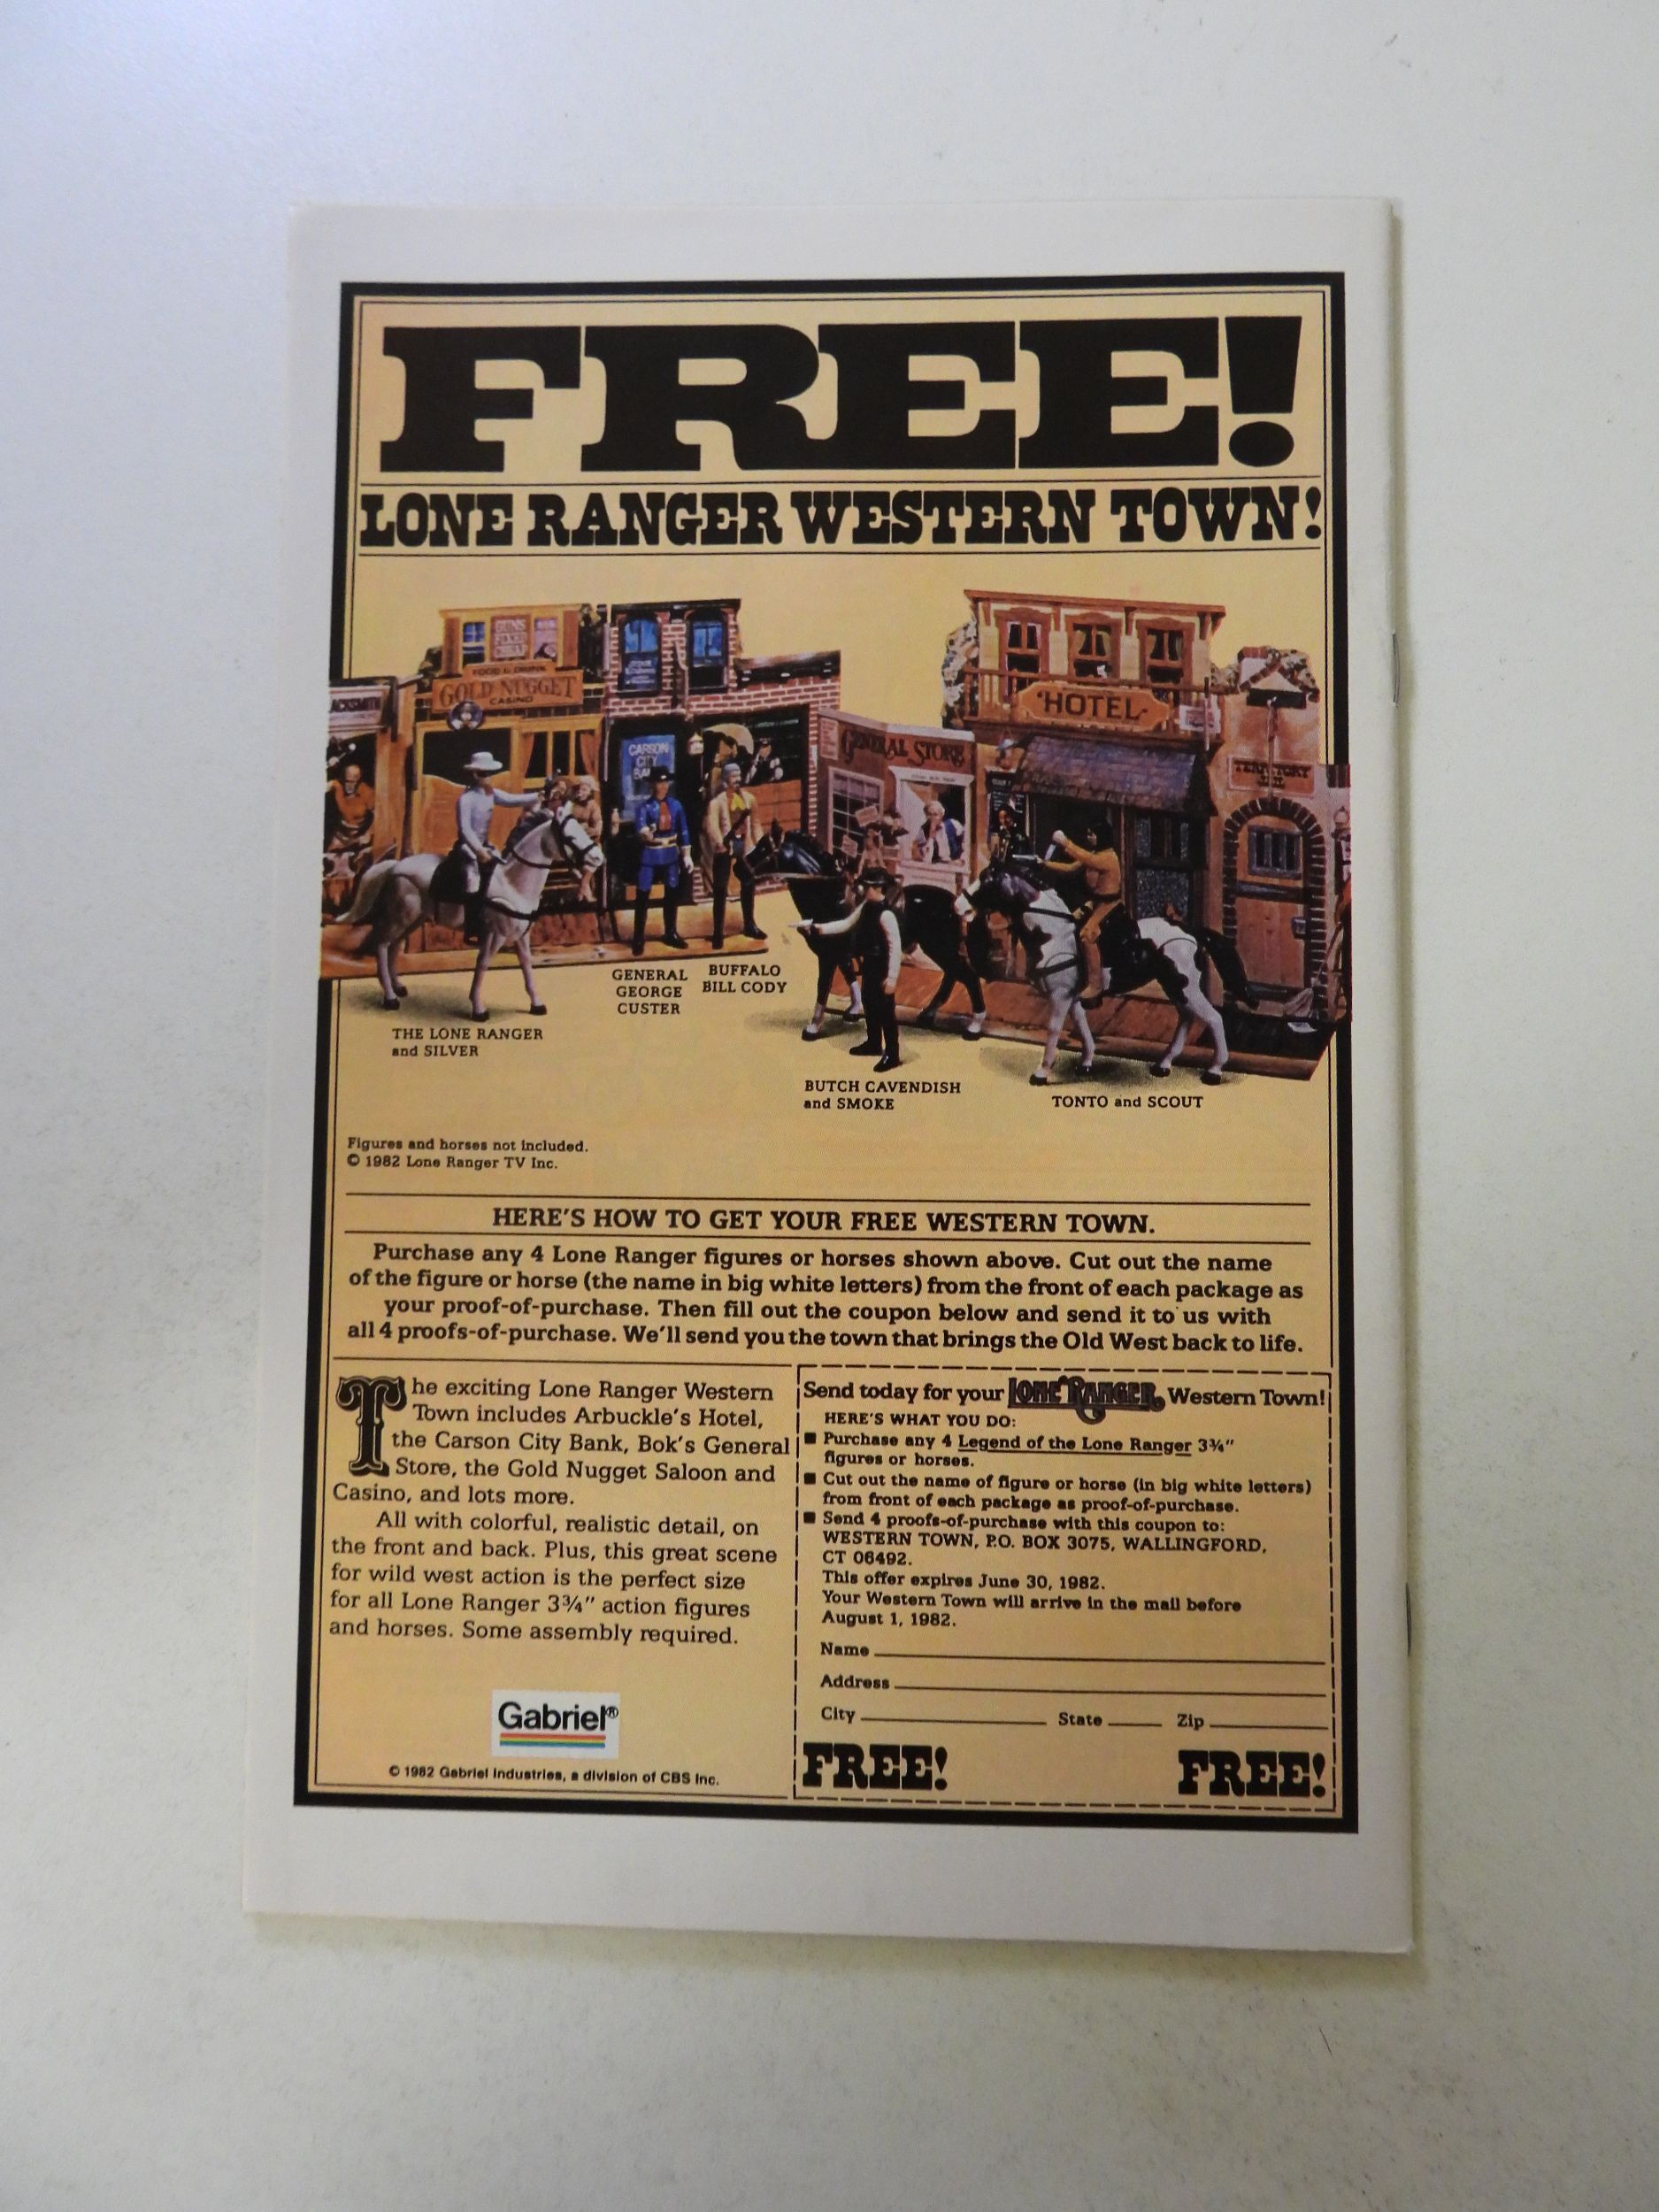 FREE!
LONE RANGER WESTERN TOWN!
GUNS
FIXED
CHEAP
FOOD & DRINK
GOLD NUGGET
CASINO
ACKSMITH
CARSON
CITY
BA
GENERAL STORE
HOTEL
GENERAL
GEORGE
CUSTER
BUFFALO
BILL CODY
THE LONE RANGER
and SILVER
BUTCH CAVENDISH
and SMOKE
TONTO and SCOUT
Figures and horses not included.
© 1982 Lone Ranger TV Inc.
HERE'S HOW TO GET YOUR FREE WESTERN TOWN.
Purchase any 4 Lone Ranger figures or horses shown above. Cut out the name
of the figure or horse (the name in big white letters) from the front of each package as
your proof-of-purchase. Then fill out the coupon below and send it to us with
all 4 proofs-of-purchase. We'll send you the town that brings the Old West back to life.
The exciting Lone Ranger Western
Town includes Arbuckle's Hotel,
the Carson City Bank, Bok's General
Store, the Gold Nugget Saloon and
Casino, and lots more.
All with colorful, realistic detail, on
the front and back. Plus, this great scene
for wild west action is the perfect size
for all Lone Ranger 3¾" action figures
and horses. Some assembly required.
Gabriel®
© 1982 Gabriel Industries, a division of CBS Inc.
Send today for your LONE RANGER Western Town!
HERE'S WHAT YOU DO:
■ Purchase any 4 Legend of the Lone Ranger 3¾"
figures or horses.
■ Cut out the name of figure or horse (in big white letters)
from front of each package as proof-of-purchase.
■ Send 4 proofs-of-purchase with this coupon to:
WESTERN TOWN, P.O. BOX 3075, WALLINGFORD,
CT 06492.
This offer expires June 30, 1982.
Your Western Town will arrive in the mail before
August 1, 1982.
Name
Address
City State Zip
FREE! FREE!